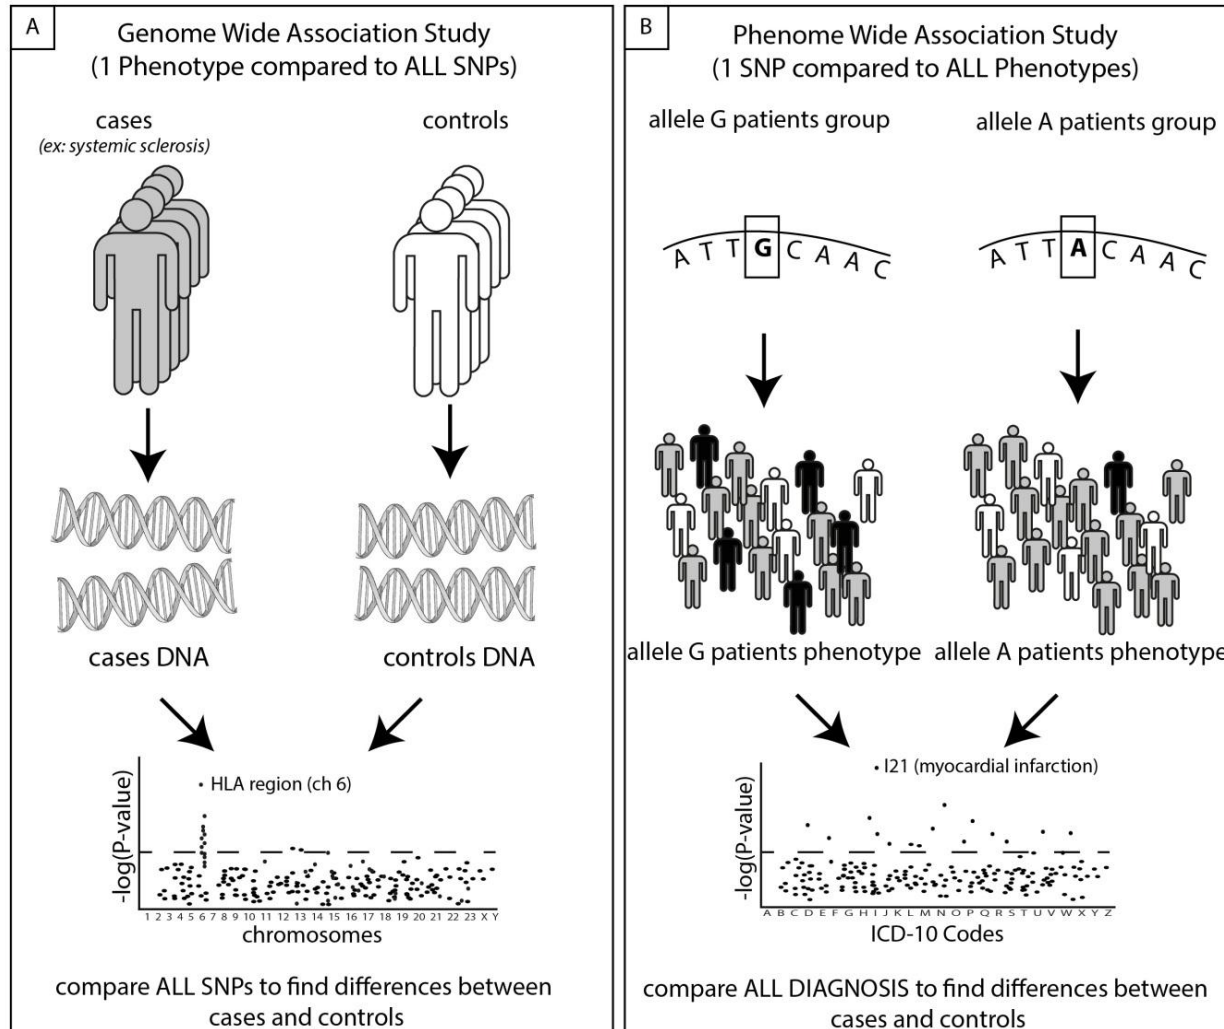 A
Genome Wide Association Study
(1 Phenotype compared to ALL SNPs)
cases
(ex: systemic sclerosis)
controls
cases DNA
controls DNA
-log(P-value)
HLA region (ch 6)
1 2 3 4 5 6 7 8 9 10 11 12 13 14 15 16 17 18 19 20 21 22 23 X Y
chromosomes
compare ALL SNPs to find differences between
cases and controls
B
Phenome Wide Association Study
(1 SNP compared to ALL Phenotypes)
allele G patients group
allele A patients group
A T T G C A A C
A T T A C A A C
allele G patients phenotype
allele A patients phenotype
-log(P-value)
I21 (myocardial infarction)
A B C D E F G H I J K L M N O P Q R S T U V W X Y Z
ICD-10 Codes
compare ALL DIAGNOSIS to find differences between
cases and controls